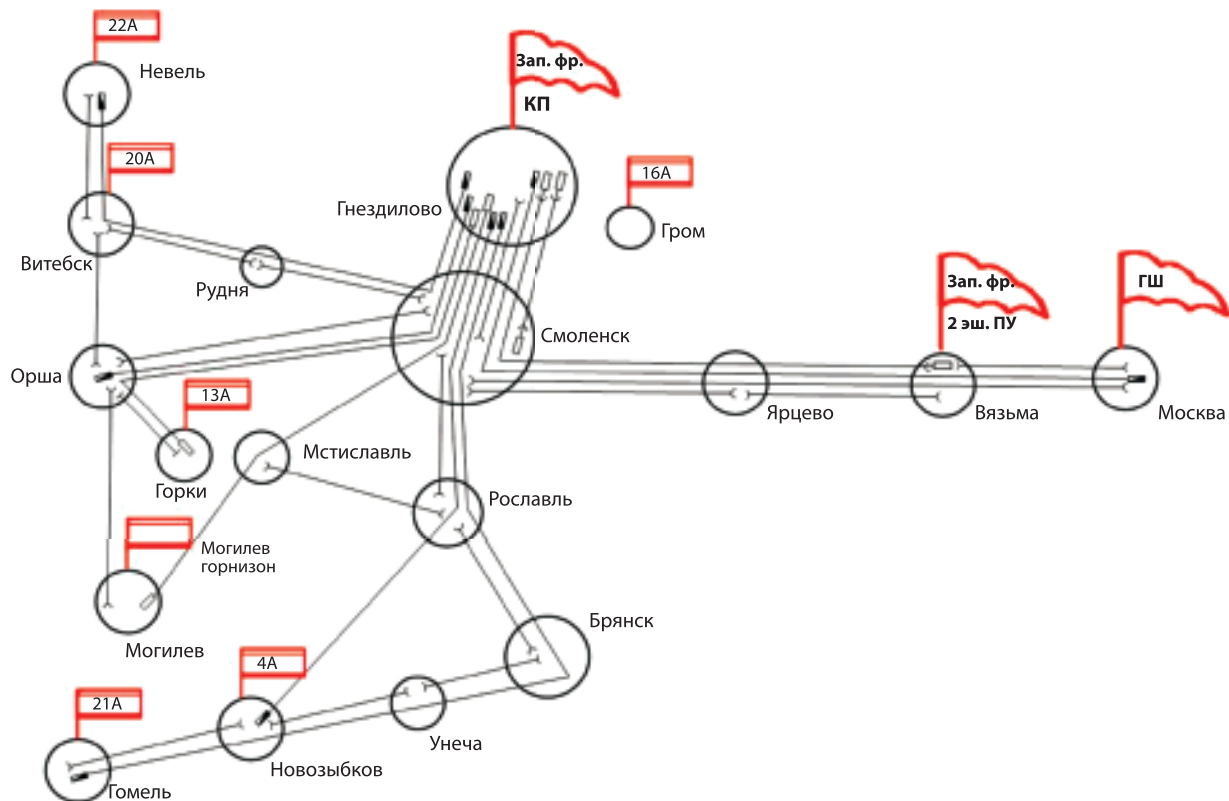 22А
Невель
Зап. фр.
КП
20А
16А
Гнездилово
Гром
Витебск
Рудня
Зап. фр.
2 эш. ПУ
ГШ
Смоленск
Орша
13А
Ярцево
Вязьма
Москва
Мстиславль
Горки
Рославль
Могилев
горнизон
Могилев
Брянск
4А
21А
Унеча
Новозыбков
Гомель